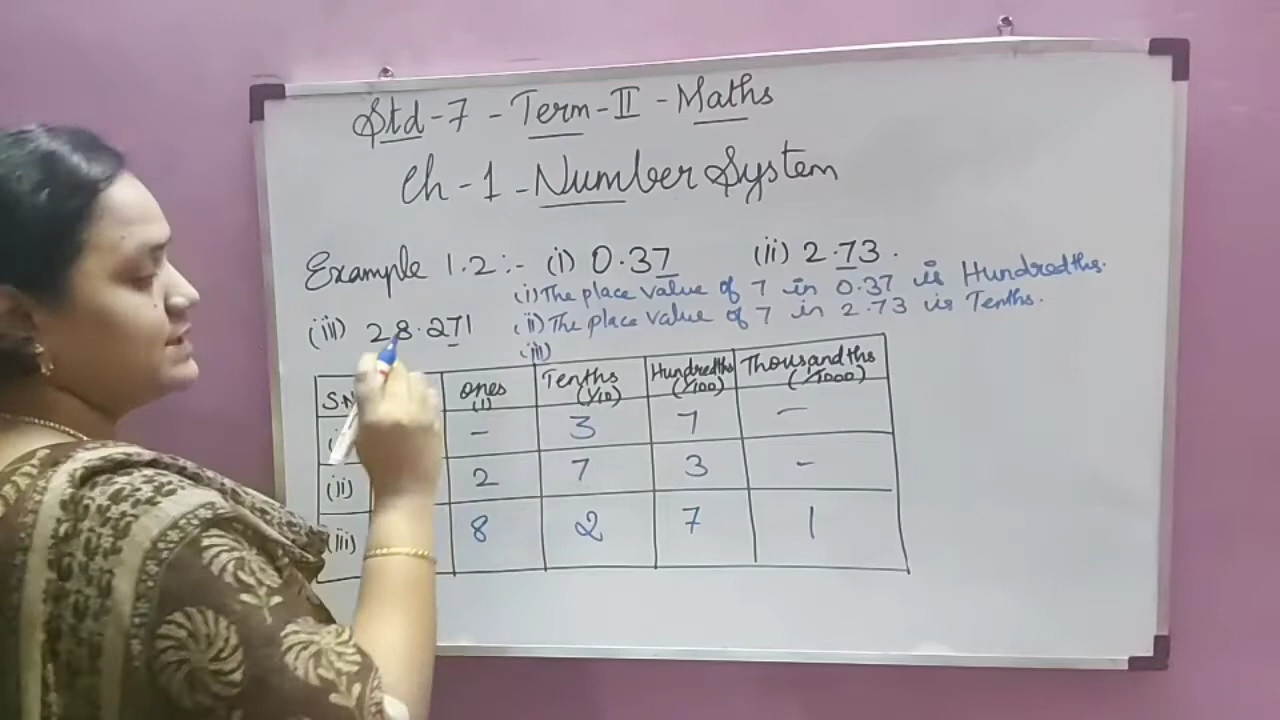 Std-7 - Term-II - Maths
Ch-1 - Number System
Example 1.2:- (i) 0.37 (ii) 2.73.
(i) The place value of 7 in 0.37 is Hundredths.
(iii) 28.271 (ii) The place value of 7 in 2.73 is Tenths.
(iii)
S.N ones (1) Tenths (1/10) Hundredths (1/100) Thousandths (1/1000)
- 3 7 -
(ii) 2 7 3 -
(iii) 8 2 7 1